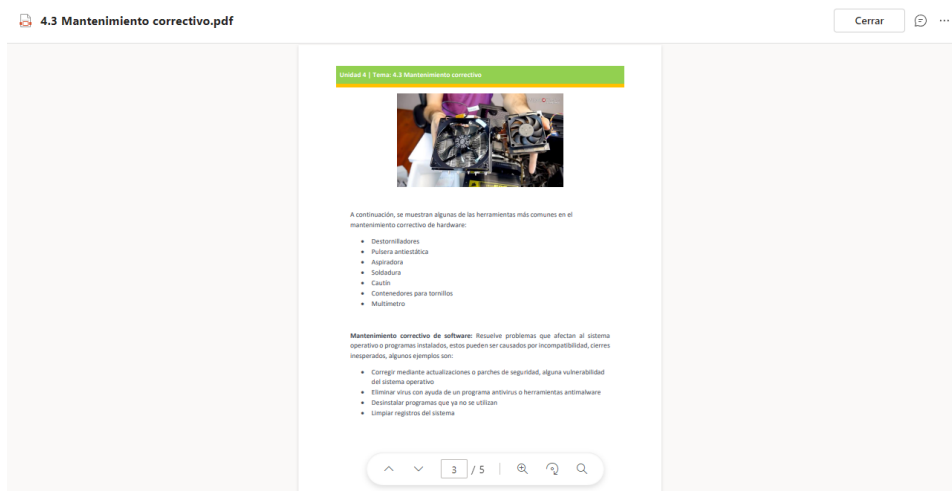 4.3 Mantenimiento correctivo.pdf
Cerrar
Unidad 4 | Tema: 4.3 Mantenimiento correctivo
A continuación, se muestran algunas de las herramientas más comunes en el
mantenimiento correctivo de hardware:
• Destornilladores
• Pulsera antiestática
• Aspiradora
• Soldadura
• Cautín
• Contenedores para tornillos
• Multímetro
Mantenimiento correctivo de software: Resuelve problemas que afectan al sistema
operativo o programas instalados, estos pueden ser causados por incompatibilidad, cierres
inesperados, algunos ejemplos son:
• Corregir mediante actualizaciones o parches de seguridad, alguna vulnerabilidad
del sistema operativo
• Eliminar virus con ayuda de un programa antivirus o herramientas antimalware
• Desinstalar programas que ya no se utilizan
• Limpiar registros del sistema
3 / 5